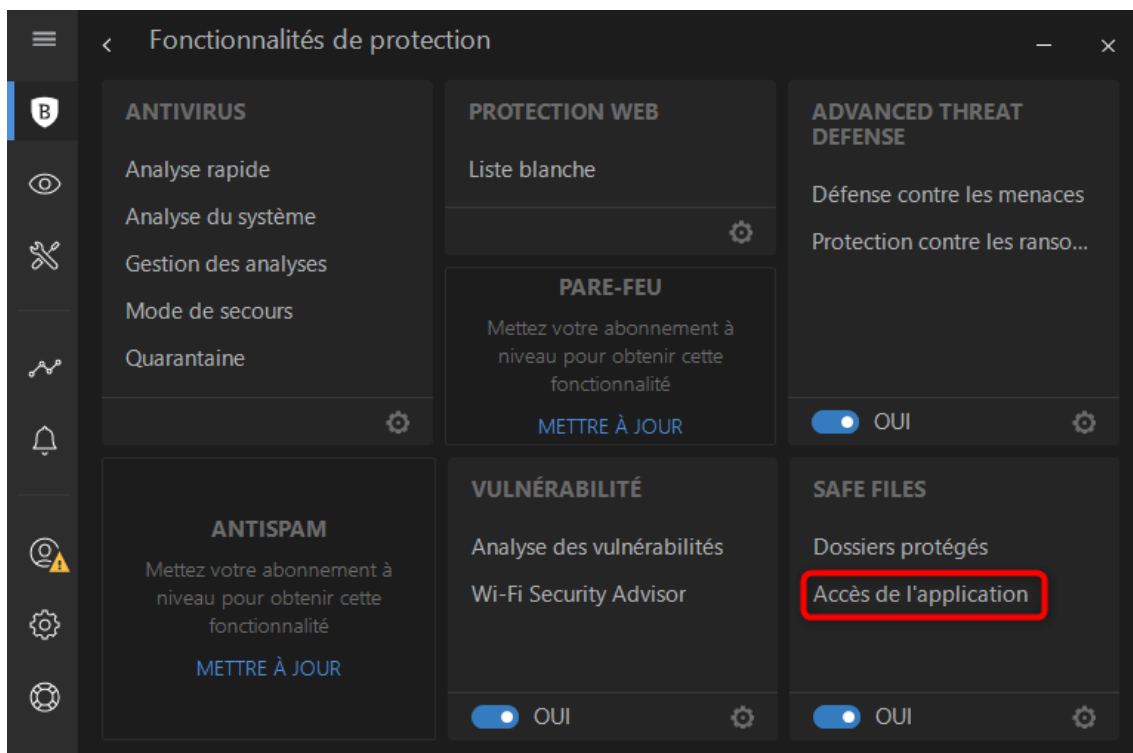 Fonctionnalités de protection
B
ANTIVIRUS
Analyse rapide
Analyse du système
Gestion des analyses
Mode de secours
Quarantaine
PROTECTION WEB
Liste blanche
PARE-FEU
Mettez votre abonnement à
niveau pour obtenir cette
fonctionnalité
METTRE À JOUR
ADVANCED THREAT
DEFENSE
Défense contre les menaces
Protection contre les ranso...
OUI
ANTISPAM
Mettez votre abonnement à
niveau pour obtenir cette
fonctionnalité
METTRE À JOUR
VULNÉRABILITÉ
Analyse des vulnérabilités
Wi-Fi Security Advisor
OUI
SAFE FILES
Dossiers protégés
Accès de l'application
OUI